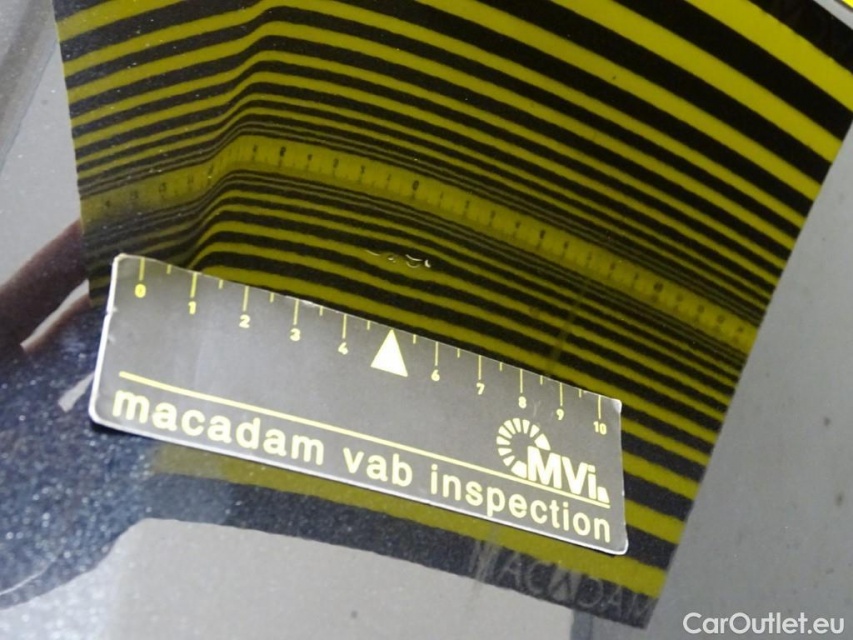 0 1 2 3 4 6 7 8 9 10
MVi
macadam vab inspection
MACADAM
CarOutlet.eu